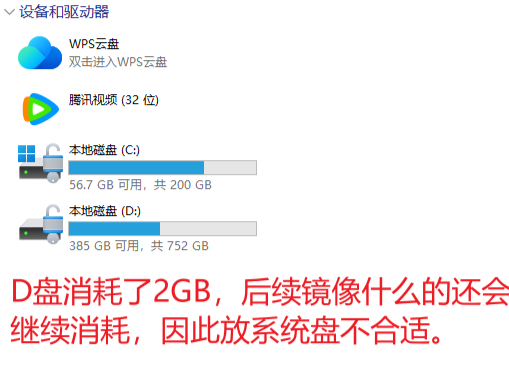 设备和驱动器
WPS云盘
双击进入WPS云盘
腾讯视频 (32 位)
本地磁盘 (C:)
56.7 GB 可用，共 200 GB
本地磁盘 (D:)
385 GB 可用，共 752 GB
D盘消耗了2GB，后续镜像什么的还会
继续消耗，因此放系统盘不合适。